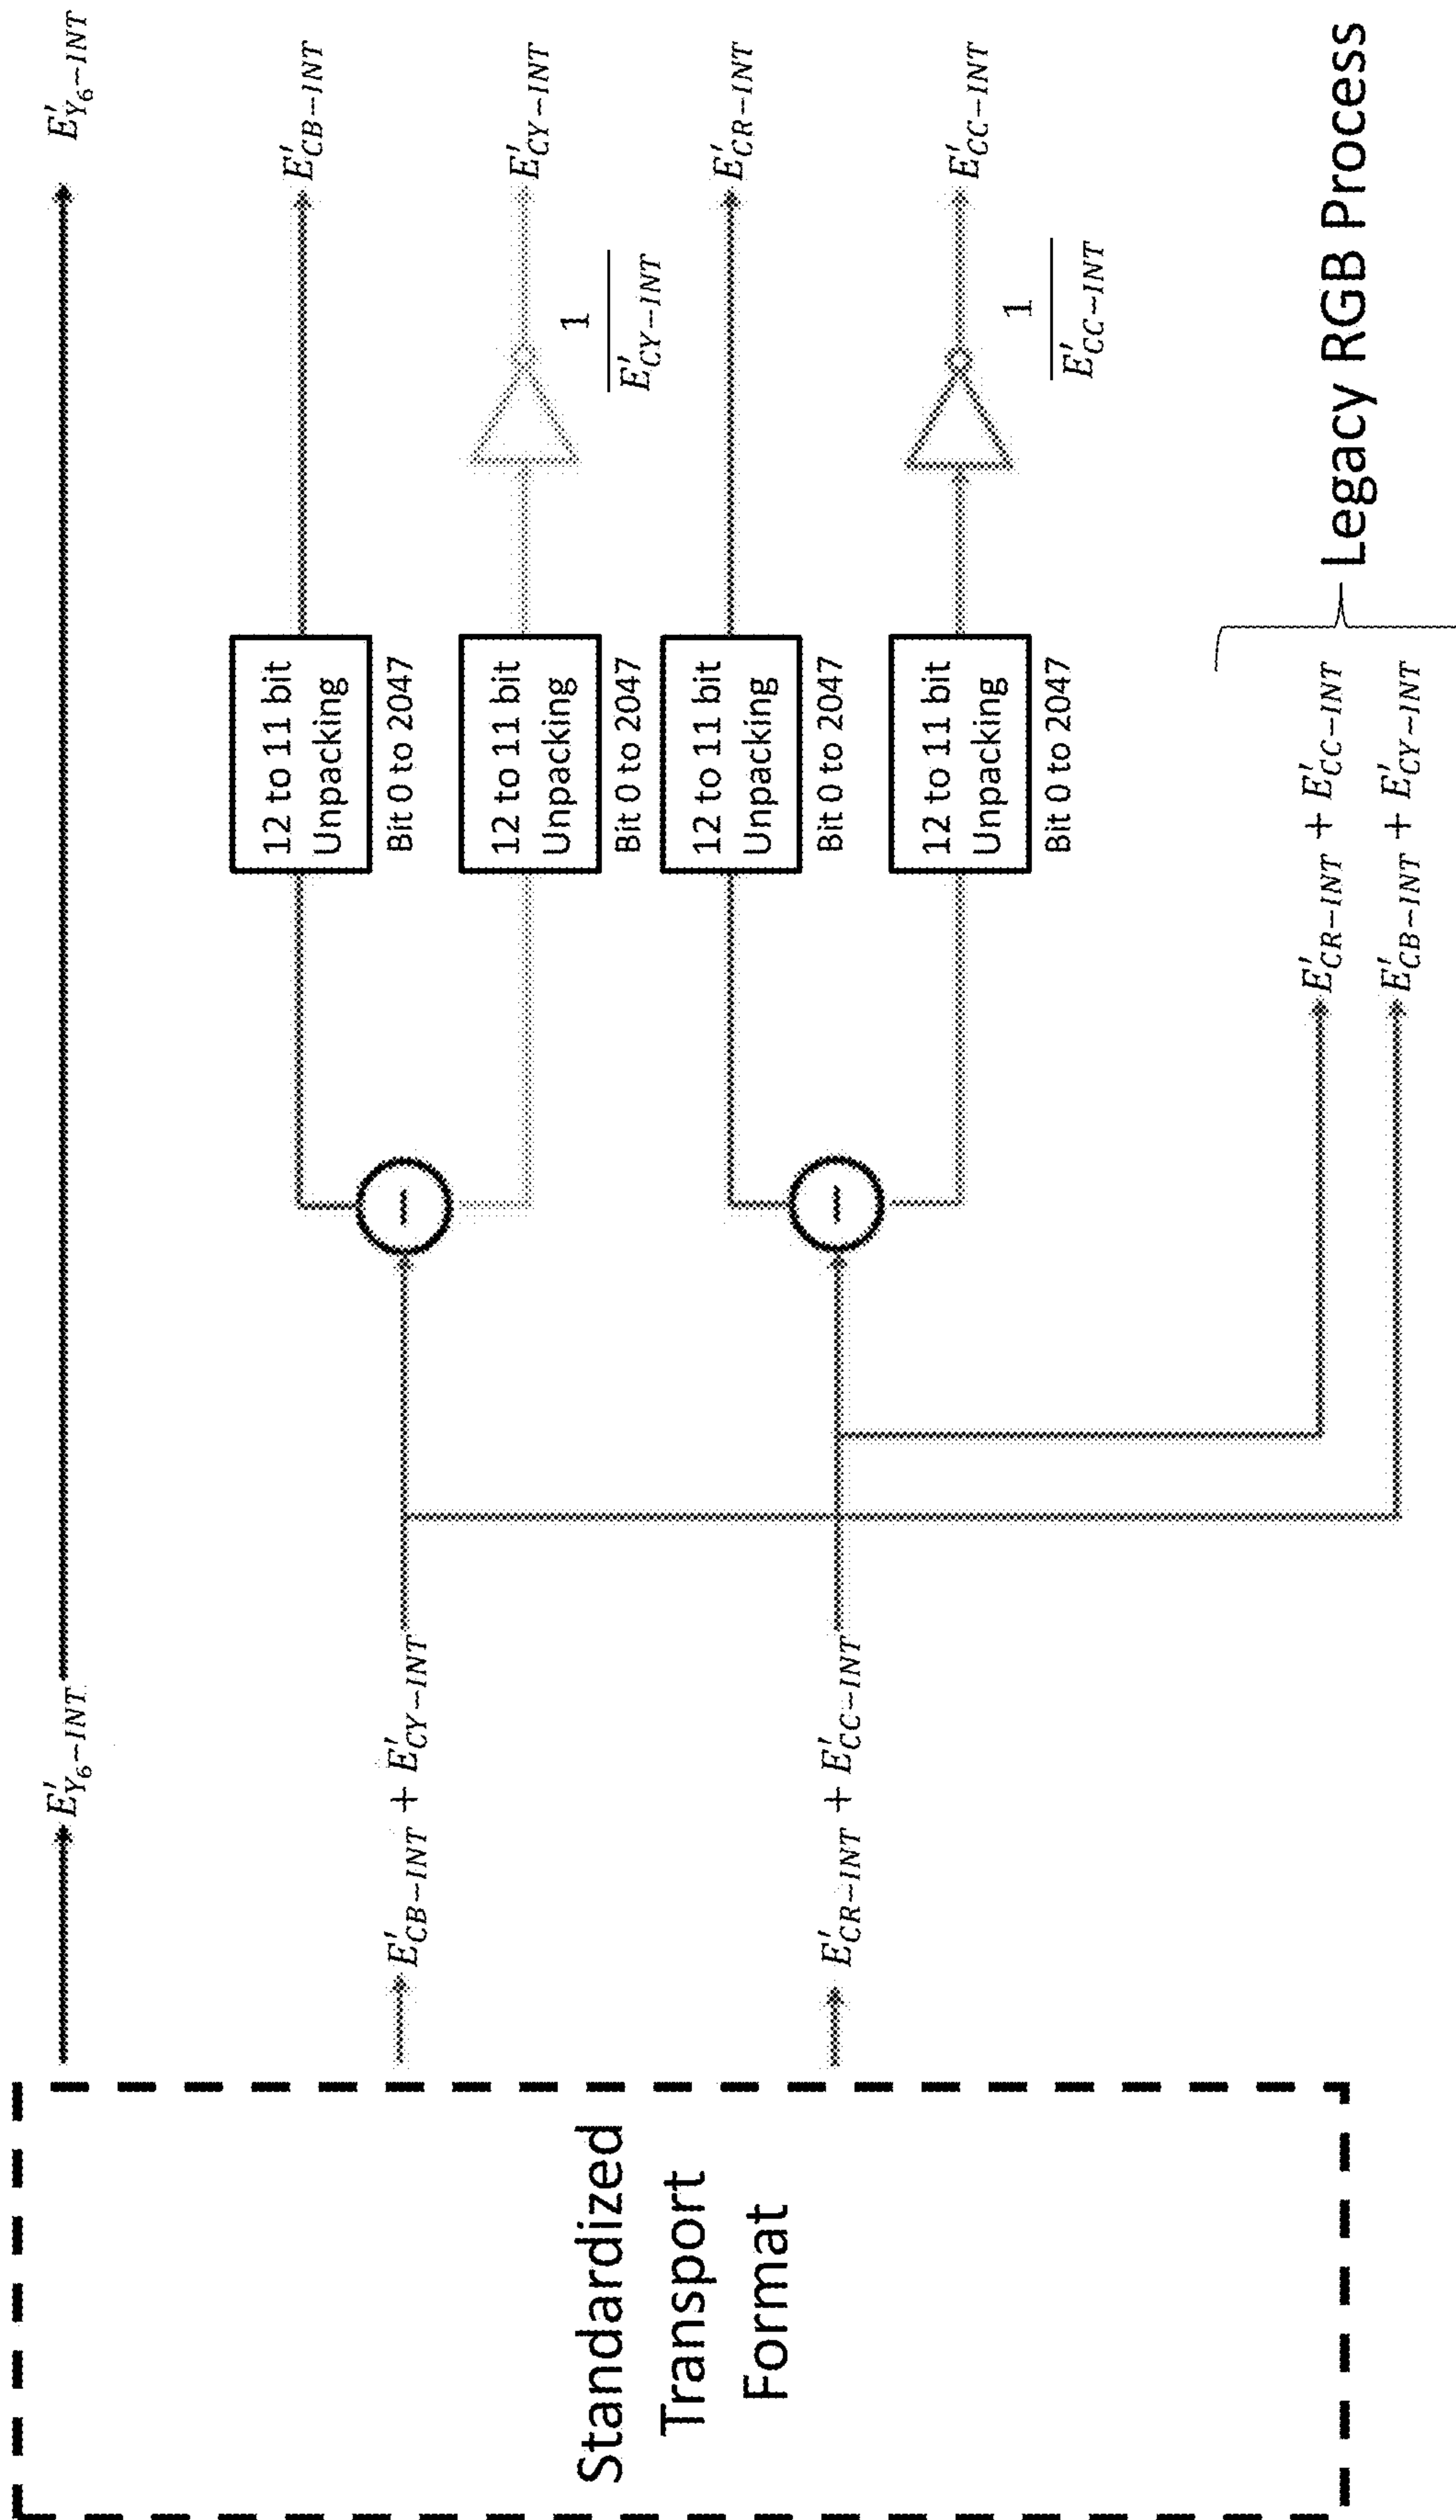 Standardized
Transport
Format
E'_{Y_6-INT}
E'_{Y_6-INT}
E'_{CB-INT} + E'_{CY-INT}
E'_{CR-INT} + E'_{CC-INT}
12 to 11 bit
Unpacking
Bit 0 to 2047
E'_{CB-INT}
12 to 11 bit
Unpacking
Bit 0 to 2047
E'_{CY-INT}
1
E'_{CY-INT}
12 to 11 bit
Unpacking
Bit 0 to 2047
E'_{CR-INT}
12 to 11 bit
Unpacking
Bit 0 to 2047
E'_{CC-INT}
1
E'_{CC-INT}
E'_{CR-INT} + E'_{CC-INT}
E'_{CB-INT} + E'_{CY-INT}
Legacy RGB Process